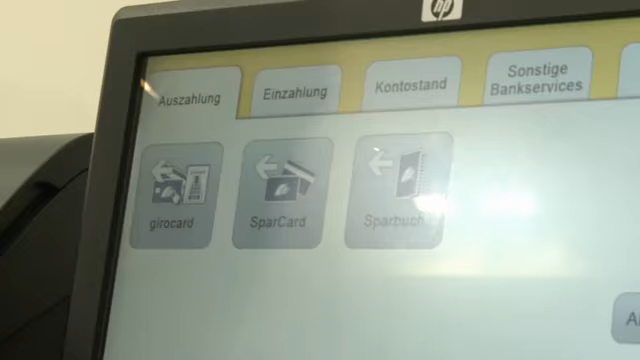 hp
Auszahlung
Einzahlung
Kontostand
Sonstige
Bankservices
girocard
SparCard
Sparbuch